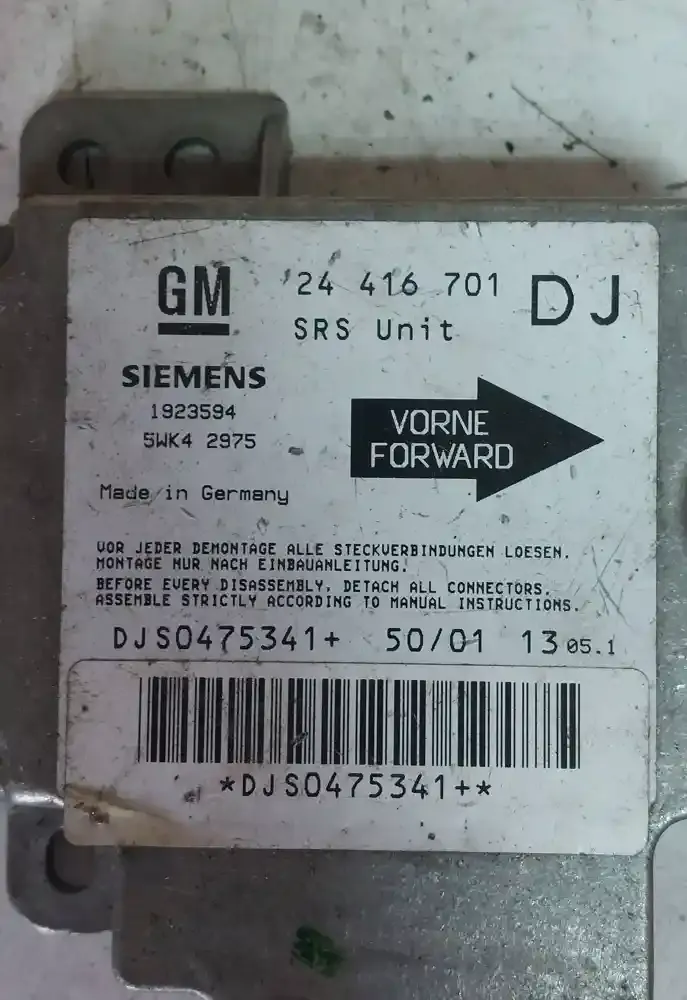 GM
24 416 701
DJ
SRS Unit
SIEMENS
1923594
5WK4 2975
VORNE
FORWARD
Made in Germany
VOR JEDER DEMONTAGE ALLE STECKVERBINDUNGEN LOESEN.
MONTAGE NUR NACH EINBAUANLEITUNG.
BEFORE EVERY DISASSEMBLY, DETACH ALL CONNECTORS.
ASSEMBLE STRICTLY ACCORDING TO MANUAL INSTRUCTIONS.
DJS0475341+ 50/01 13 05.1
*DJS0475341+*